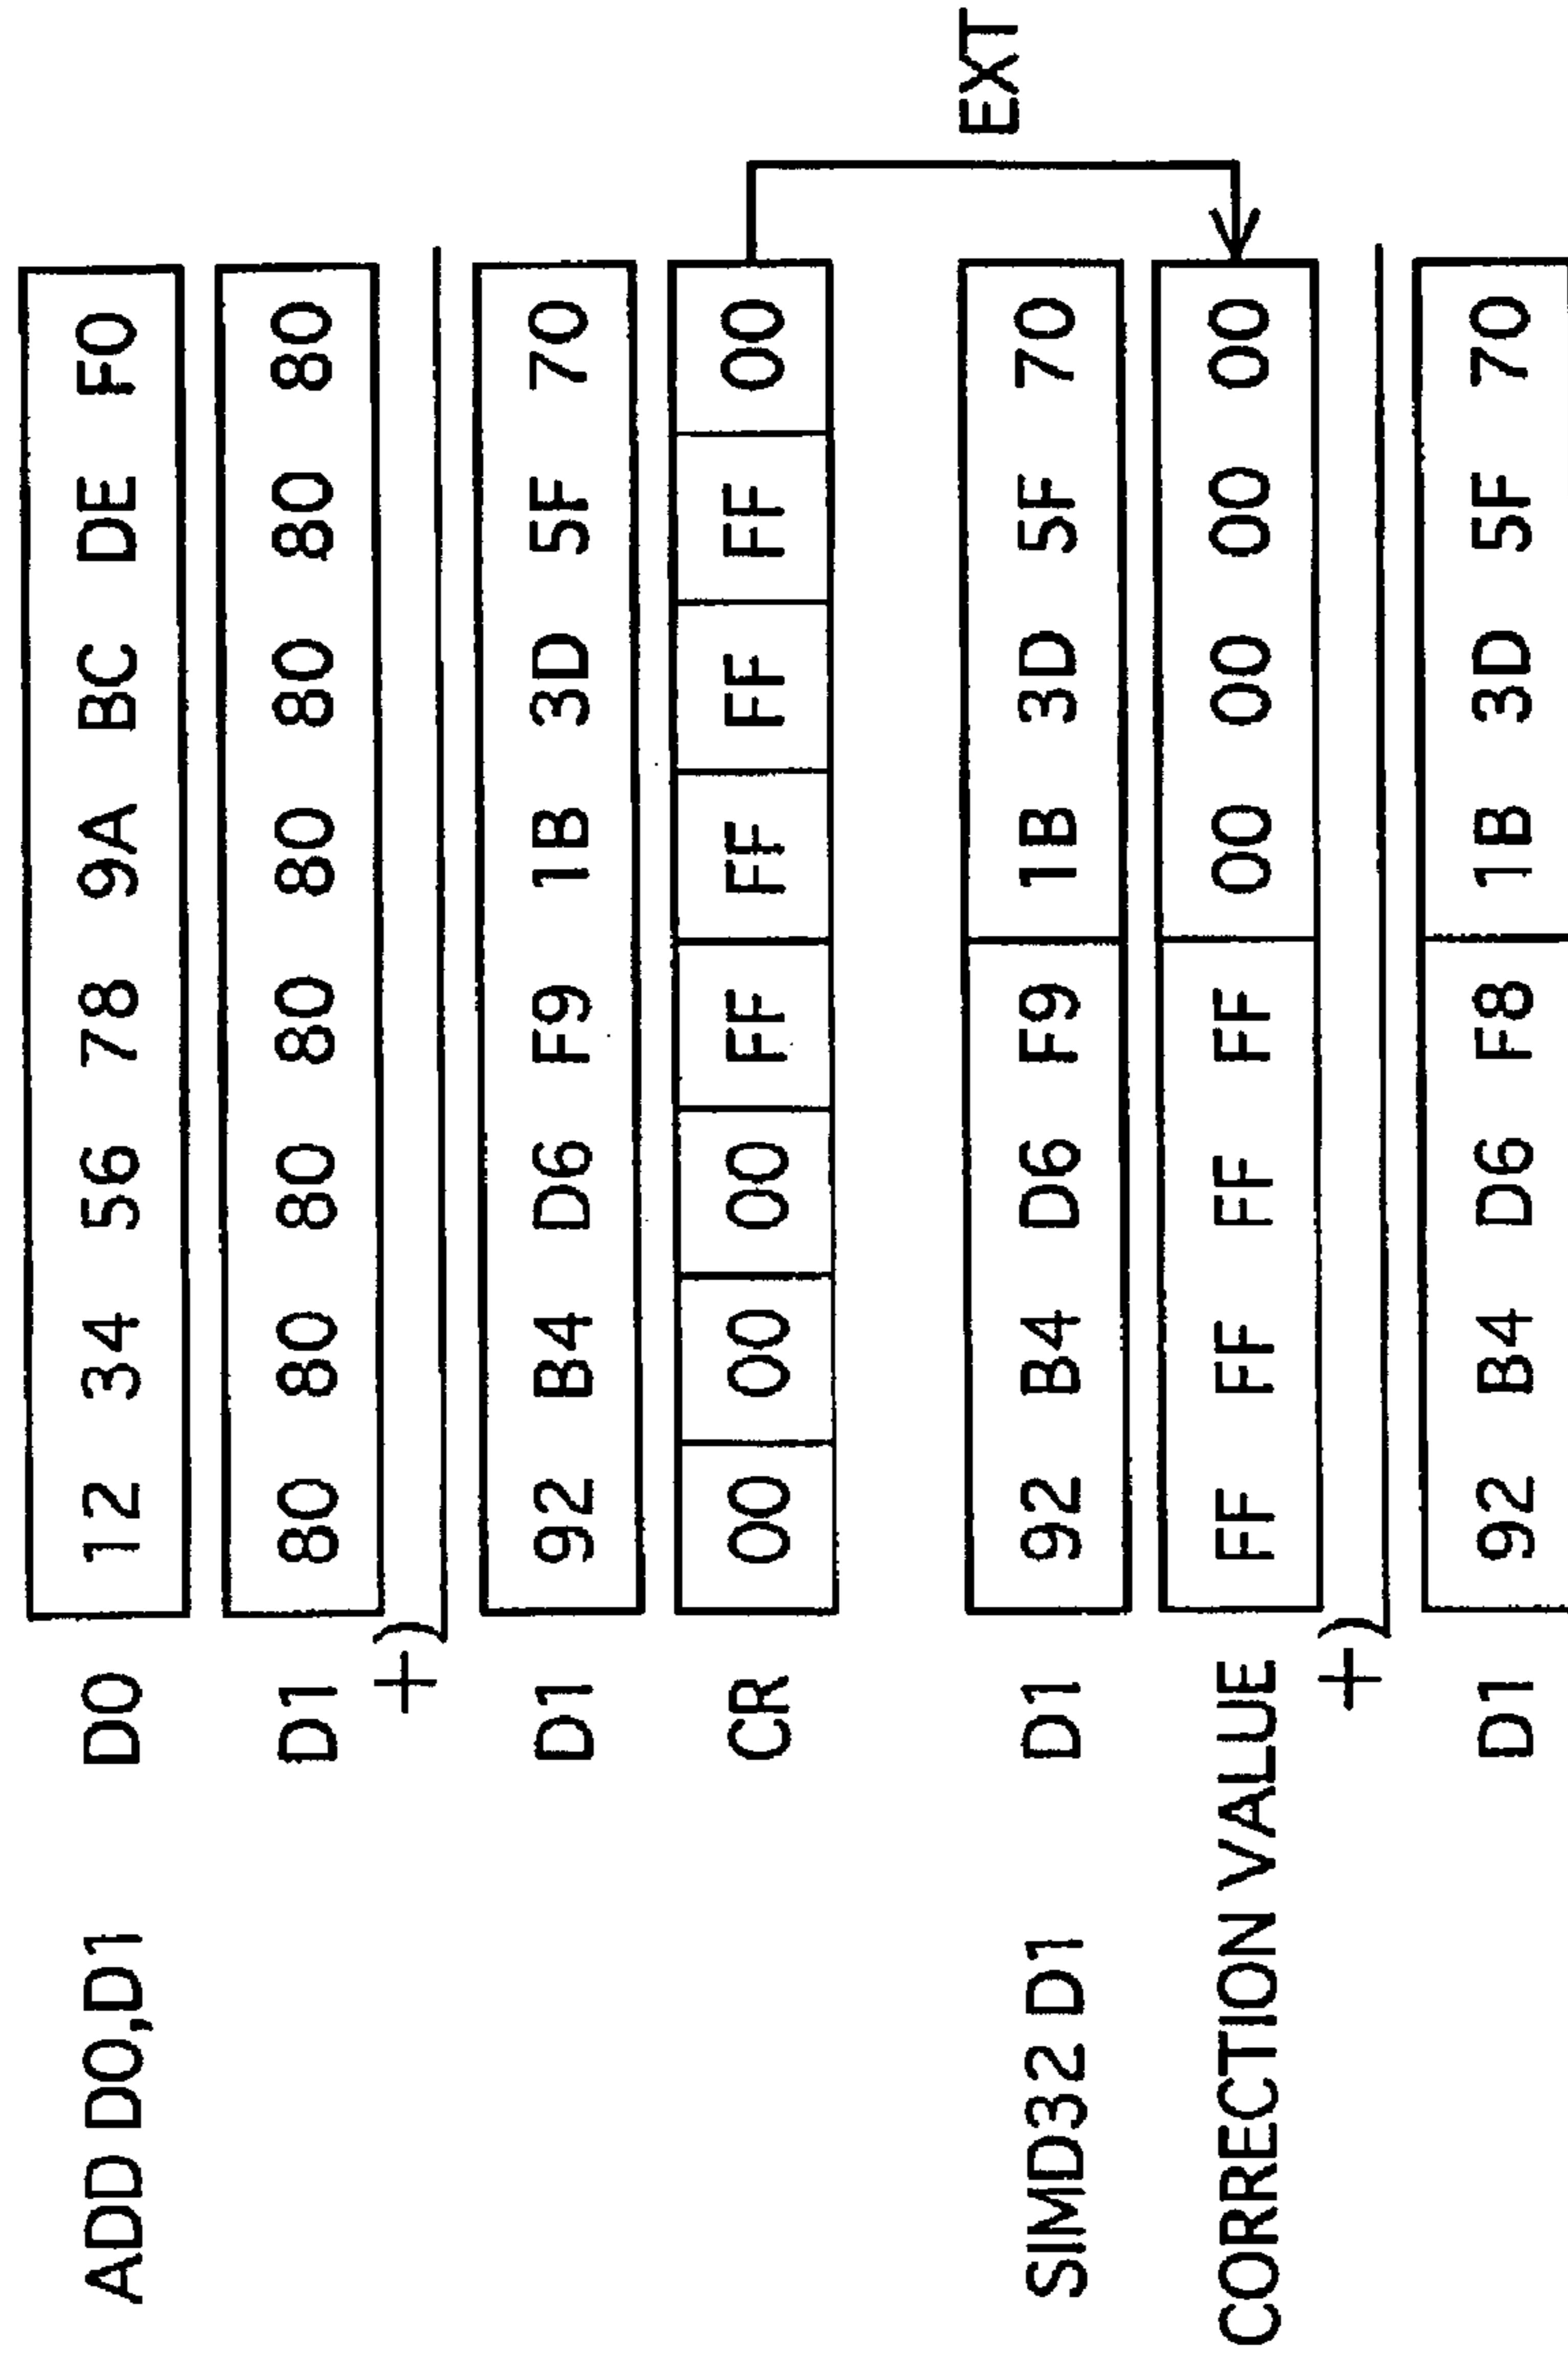 ADD D0,D1 D0 12 34 56 78 9A BC DE F0
D1 80 80 80 80 80 80 80 80
+)
D1 92 B4 D6 F9 1B 3D 5F 70
CR 00 00 00 FF FF FF FF 00
EXT
SIMD32 D1 D1 92 B4 D6 F9 1B 3D 5F 70
CORRECTION VALUE FF FF FF FF 00 00 00 00
+)
D1 92 B4 D6 F8 1B 3D 5F 70